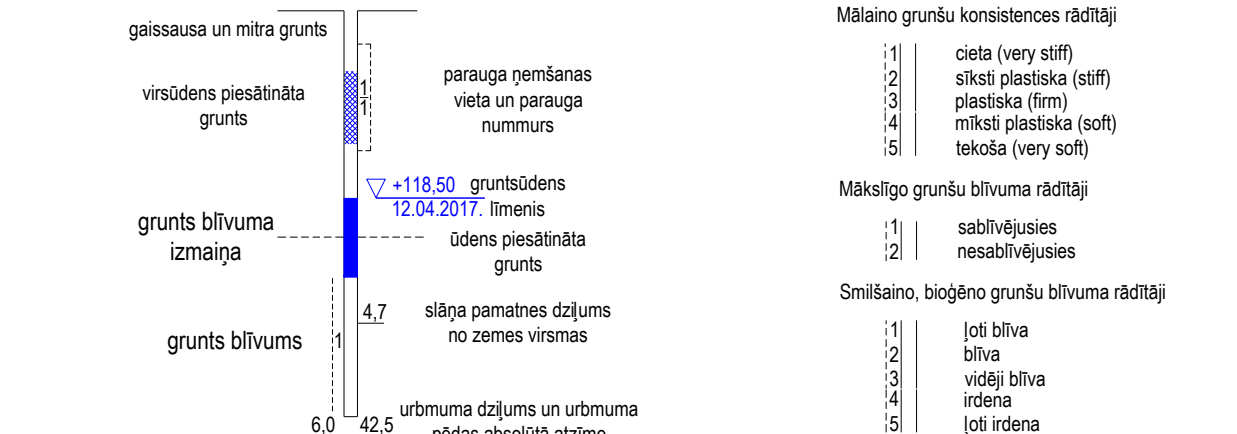 gaissausa un mitra grunts
virsūdens piesātināta
grunts
1
1
parauga ņemšanas
vieta un parauga
nummurs
+118,50 gruntsūdens
12.04.2017. līmenis
grunts blīvuma
izmaiņa
ūdens piesātināta
grunts
4,7
slāņa pamatnes dziļums
no zemes virsmas
grunts blīvums
1
6,0
42,5
urbmuma dziļums un urbmuma
pēdas absolūtā atzīme
Mālaino grunšu konsistences rādītāji
1 cieta (very stiff)
2 sīksti plastiska (stiff)
3 plastiska (firm)
4 mīksti plastiska (soft)
5 tekoša (very soft)
Mākslīgo grunšu blīvuma rādītāji
1 sablīvējusies
2 nesablīvējusies
Smilšaino, bioģēno grunšu blīvuma rādītāji
1 ļoti blīva
2 blīva
3 vidēji blīva
4 irdena
5 ļoti irdena